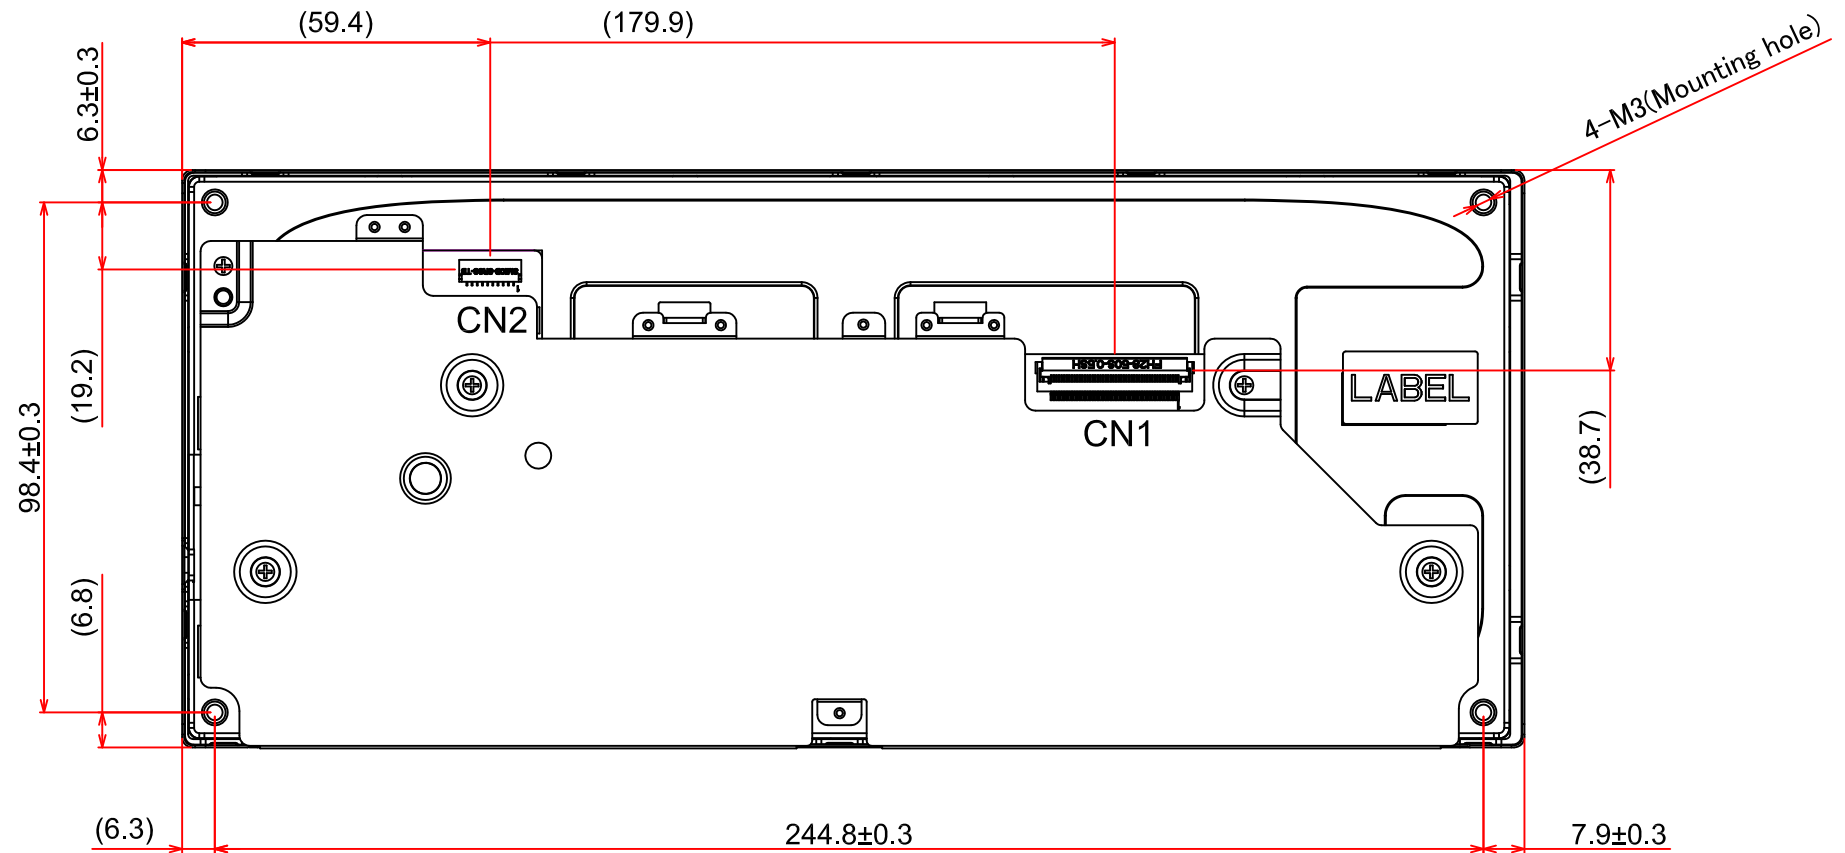 (59.4)
(179.9)
4-M3(Mounting hole)
6.3±0.3
CN2
(19.2)
LABEL
98.4±0.3
CN1
(38.7)
(6.8)
(6.3)
244.8±0.3
7.9±0.3